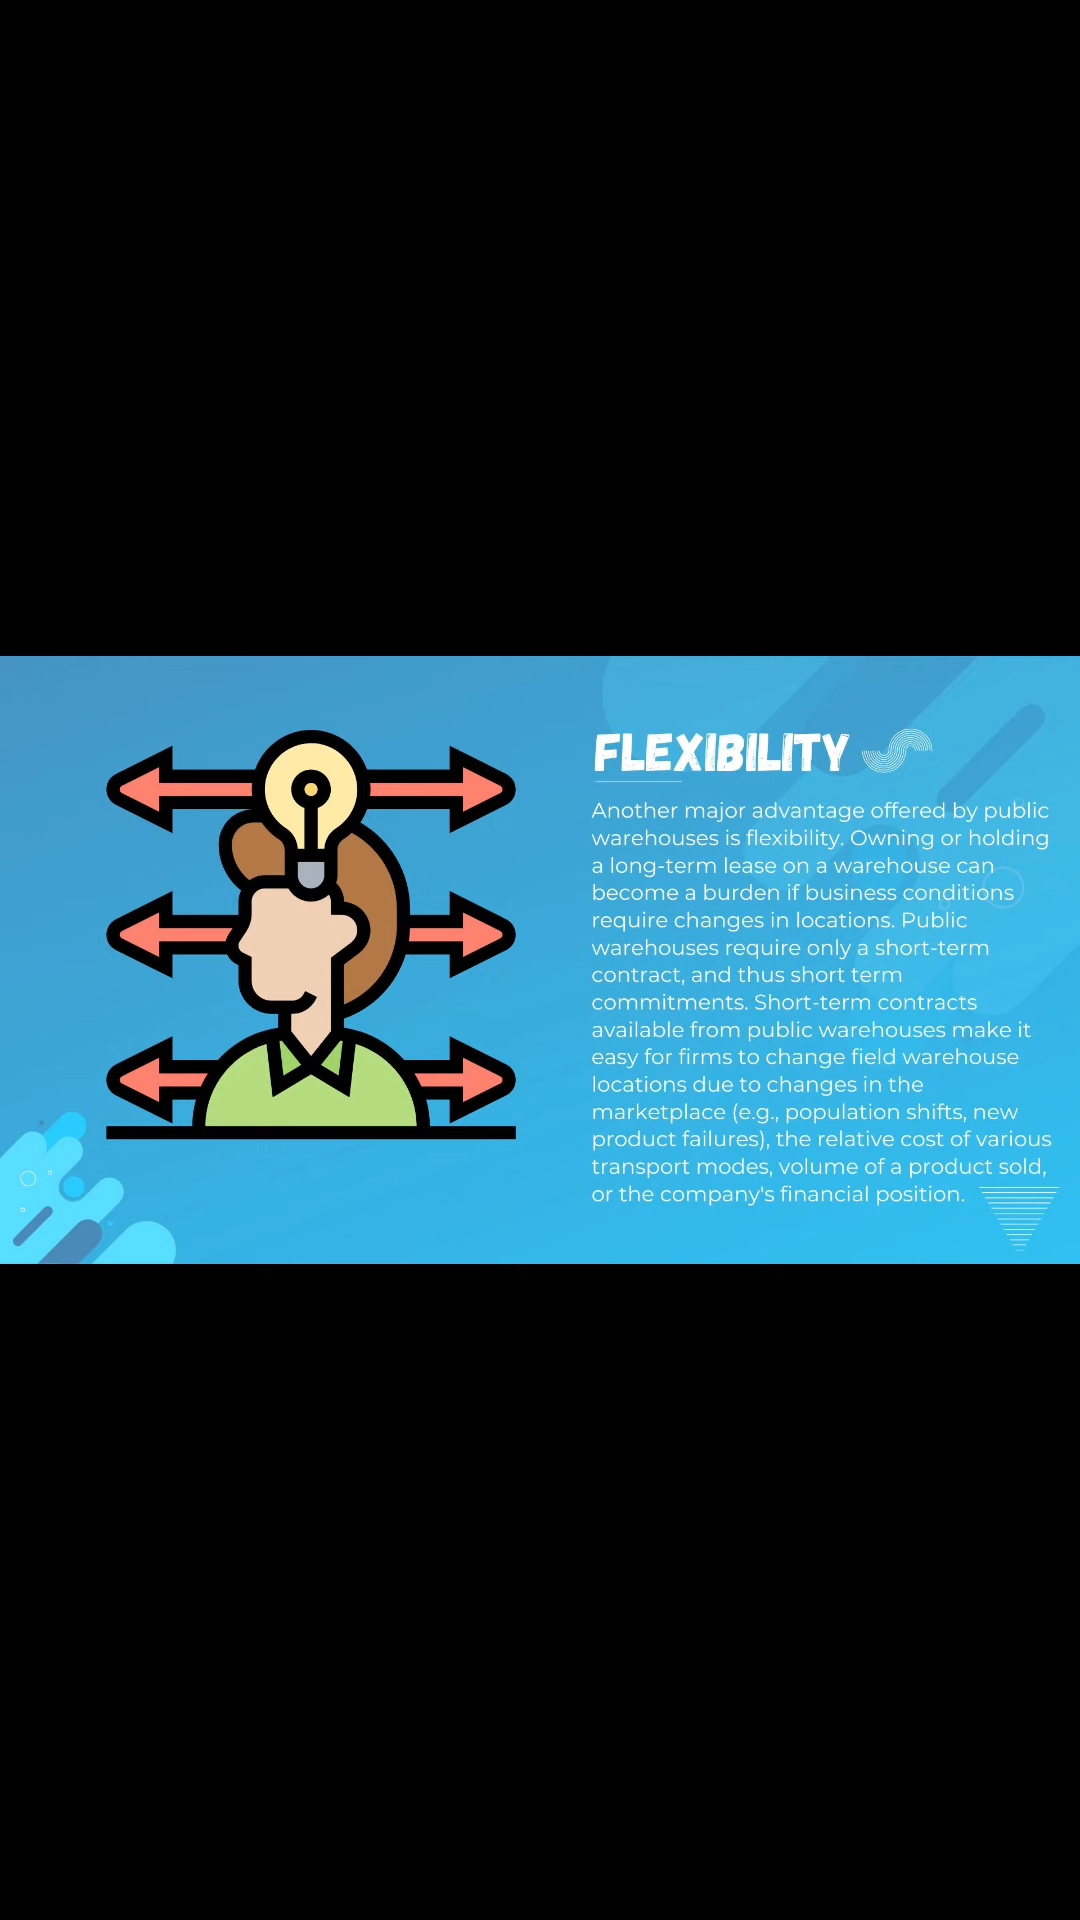 FLEXIBILITY
Another major advantage offered by public
warehouses is flexibility. Owning or holding
a long-term lease on a warehouse can
become a burden if business conditions
require changes in locations. Public
warehouses require only a short-term
contract, and thus short term
commitments. Short-term contracts
available from public warehouses make it
easy for firms to change field warehouse
locations due to changes in the
marketplace (e.g., population shifts, new
product failures), the relative cost of various
transport modes, volume of a product sold,
or the company's financial position.